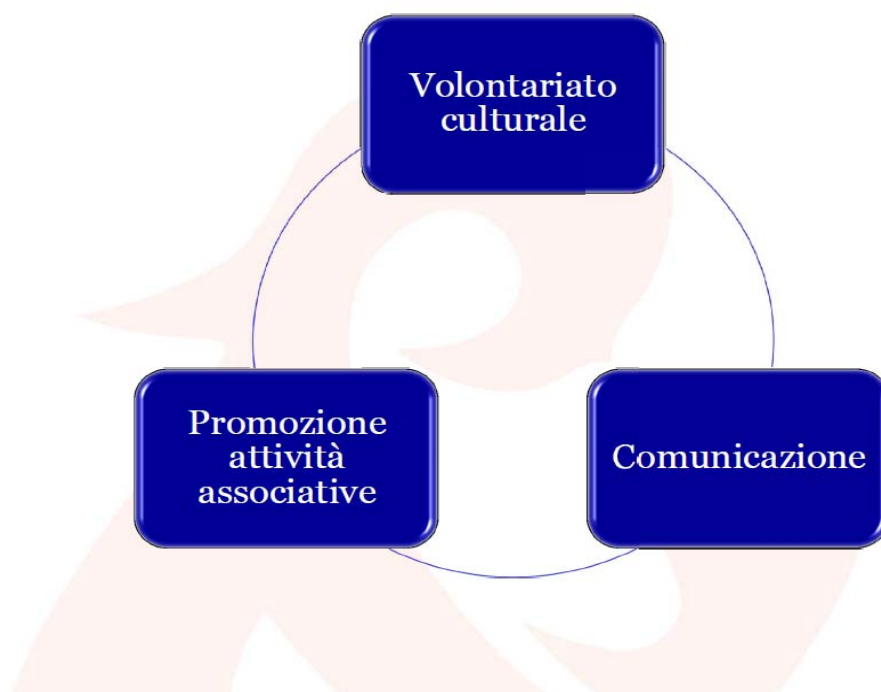 Volontariato
culturale
Promozione
attività
associative
Comunicazione